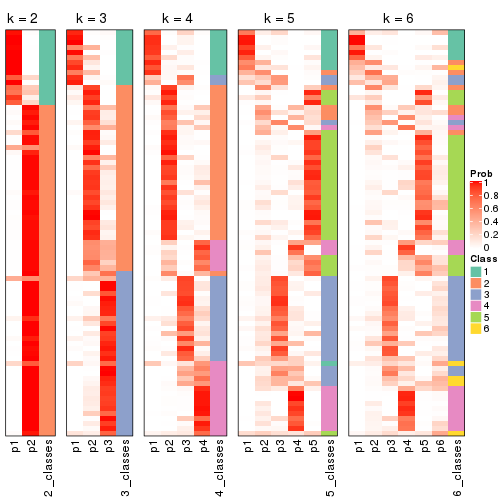 k = 2
k = 3
k = 4
k = 5
k = 6
p1
p2
2_classes
p1
p2
p3
3_classes
p1
p2
p3
p4
4_classes
p1
p2
p3
p4
p5
5_classes
p1
p2
p3
p4
p5
p6
6_classes
Prob
1
0.8
0.6
0.4
0.2
0
Class
1
2
3
4
5
6